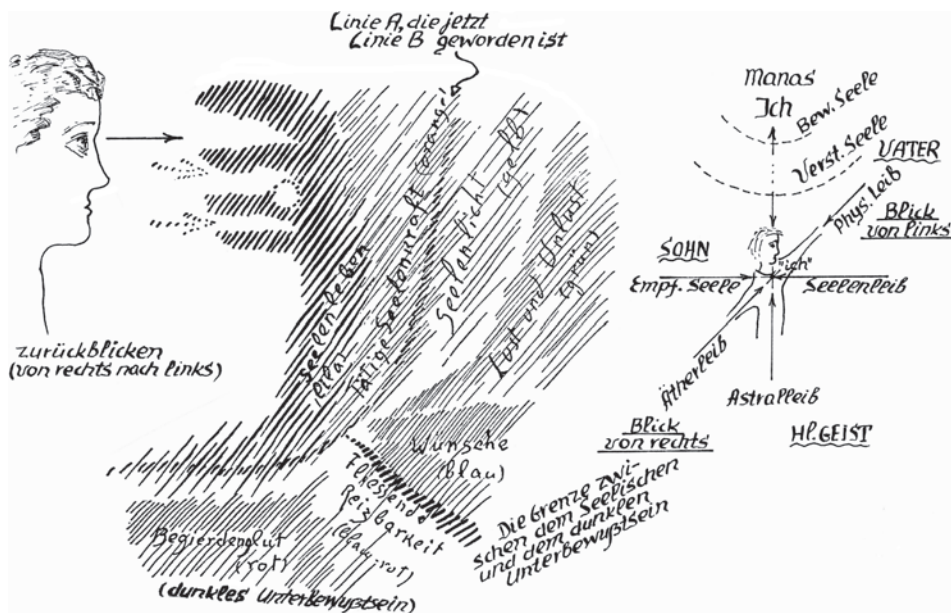 Linie A, die jetzt
Linie B geworden ist
zurückblicken
(von rechts nach links)
Seelenleben
(lila)
Tätige Seelenkraft (orange)
Seelenlicht (gelb)
Lust und Unlust
(grün)
Wünsche
(blau)
Fliessende
Reizbarkeit
(blau, rot)
Begierdenglut
(rot)
(dunkles Unterbewußtsein)
Die Grenze zwi-
schen dem Seelischen
und dem dunklen
Unterbewußtsein
Manas
Ich
Bew. Seele
Verst. Seele
VATER
Phys. Leib
Blick
von links
SOHN
"ich"
Empf. Seele
Seelenleib
Ätherleib
Astralleib
Blick
von rechts
Hl. GEIST